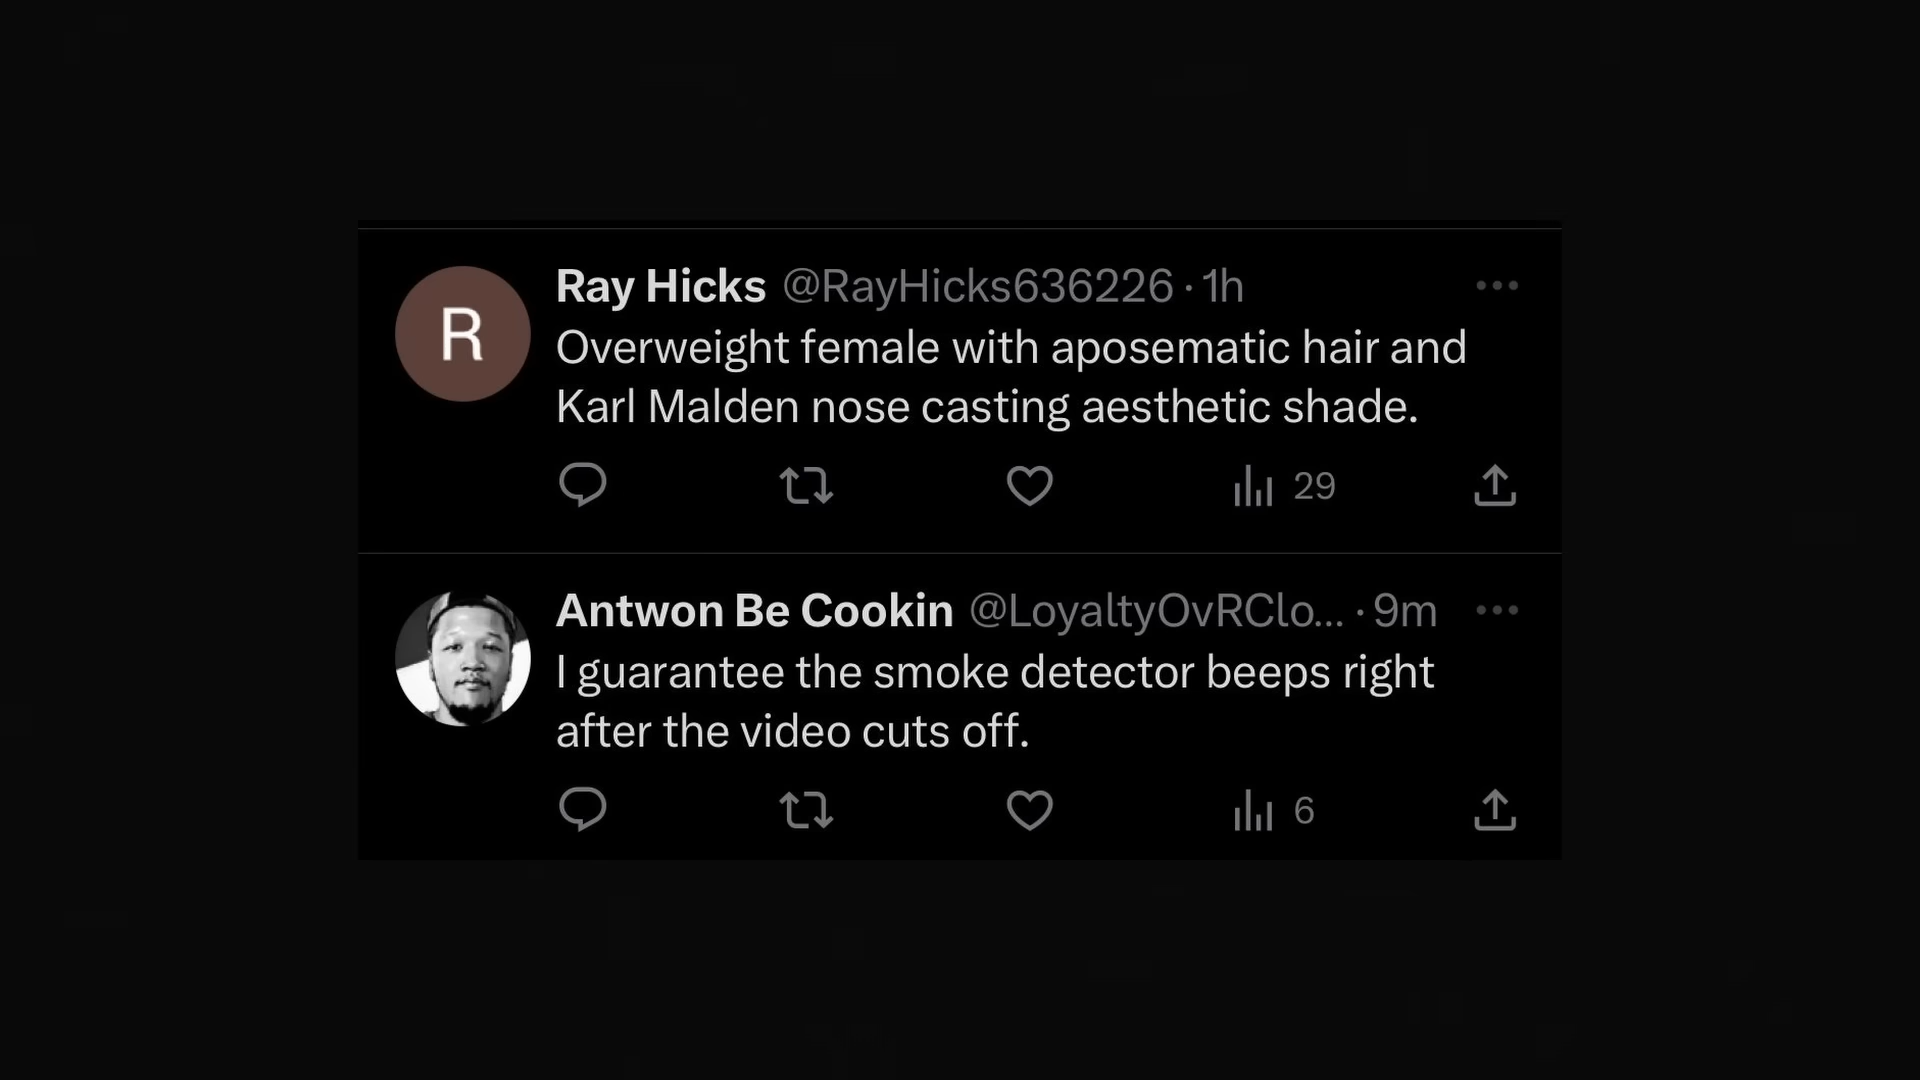 R
Ray Hicks @RayHicks636226 · 1h
Overweight female with aposematic hair and
Karl Malden nose casting aesthetic shade.
29
Antwon Be Cookin @LoyaltyOvRClo... · 9m
I guarantee the smoke detector beeps right
after the video cuts off.
6